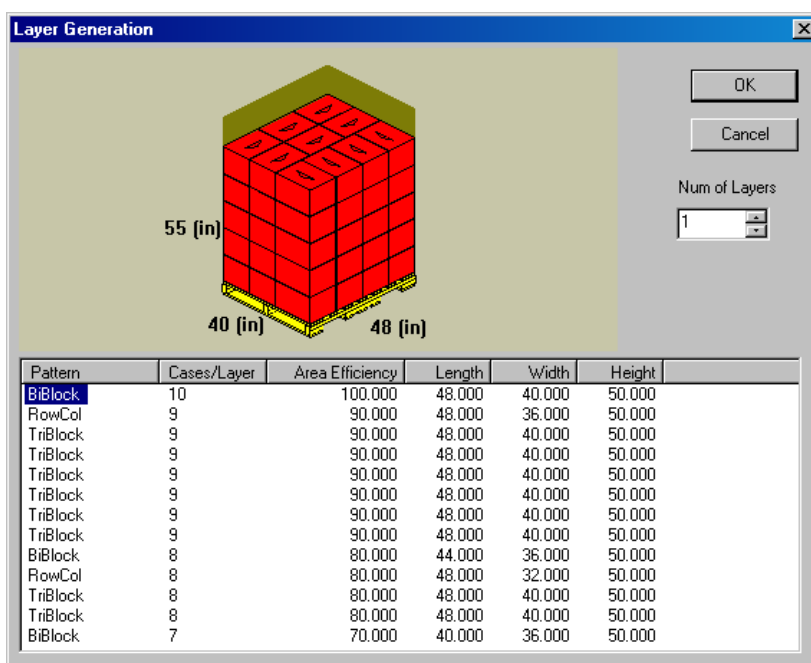 Layer Generation
OK
Cancel
Num of Layers
1
55 (in)
40 (in)
48 (in)
Pattern Cases/Layer Area Efficiency Length Width Height
BiBlock 10 100.000 48.000 40.000 50.000
RowCol 9 90.000 48.000 36.000 50.000
TriBlock 9 90.000 48.000 40.000 50.000
TriBlock 9 90.000 48.000 40.000 50.000
TriBlock 9 90.000 48.000 40.000 50.000
TriBlock 9 90.000 48.000 40.000 50.000
TriBlock 9 90.000 48.000 40.000 50.000
TriBlock 9 90.000 48.000 40.000 50.000
BiBlock 8 80.000 44.000 36.000 50.000
RowCol 8 80.000 48.000 32.000 50.000
TriBlock 8 80.000 48.000 40.000 50.000
TriBlock 8 80.000 48.000 40.000 50.000
BiBlock 7 70.000 40.000 36.000 50.000